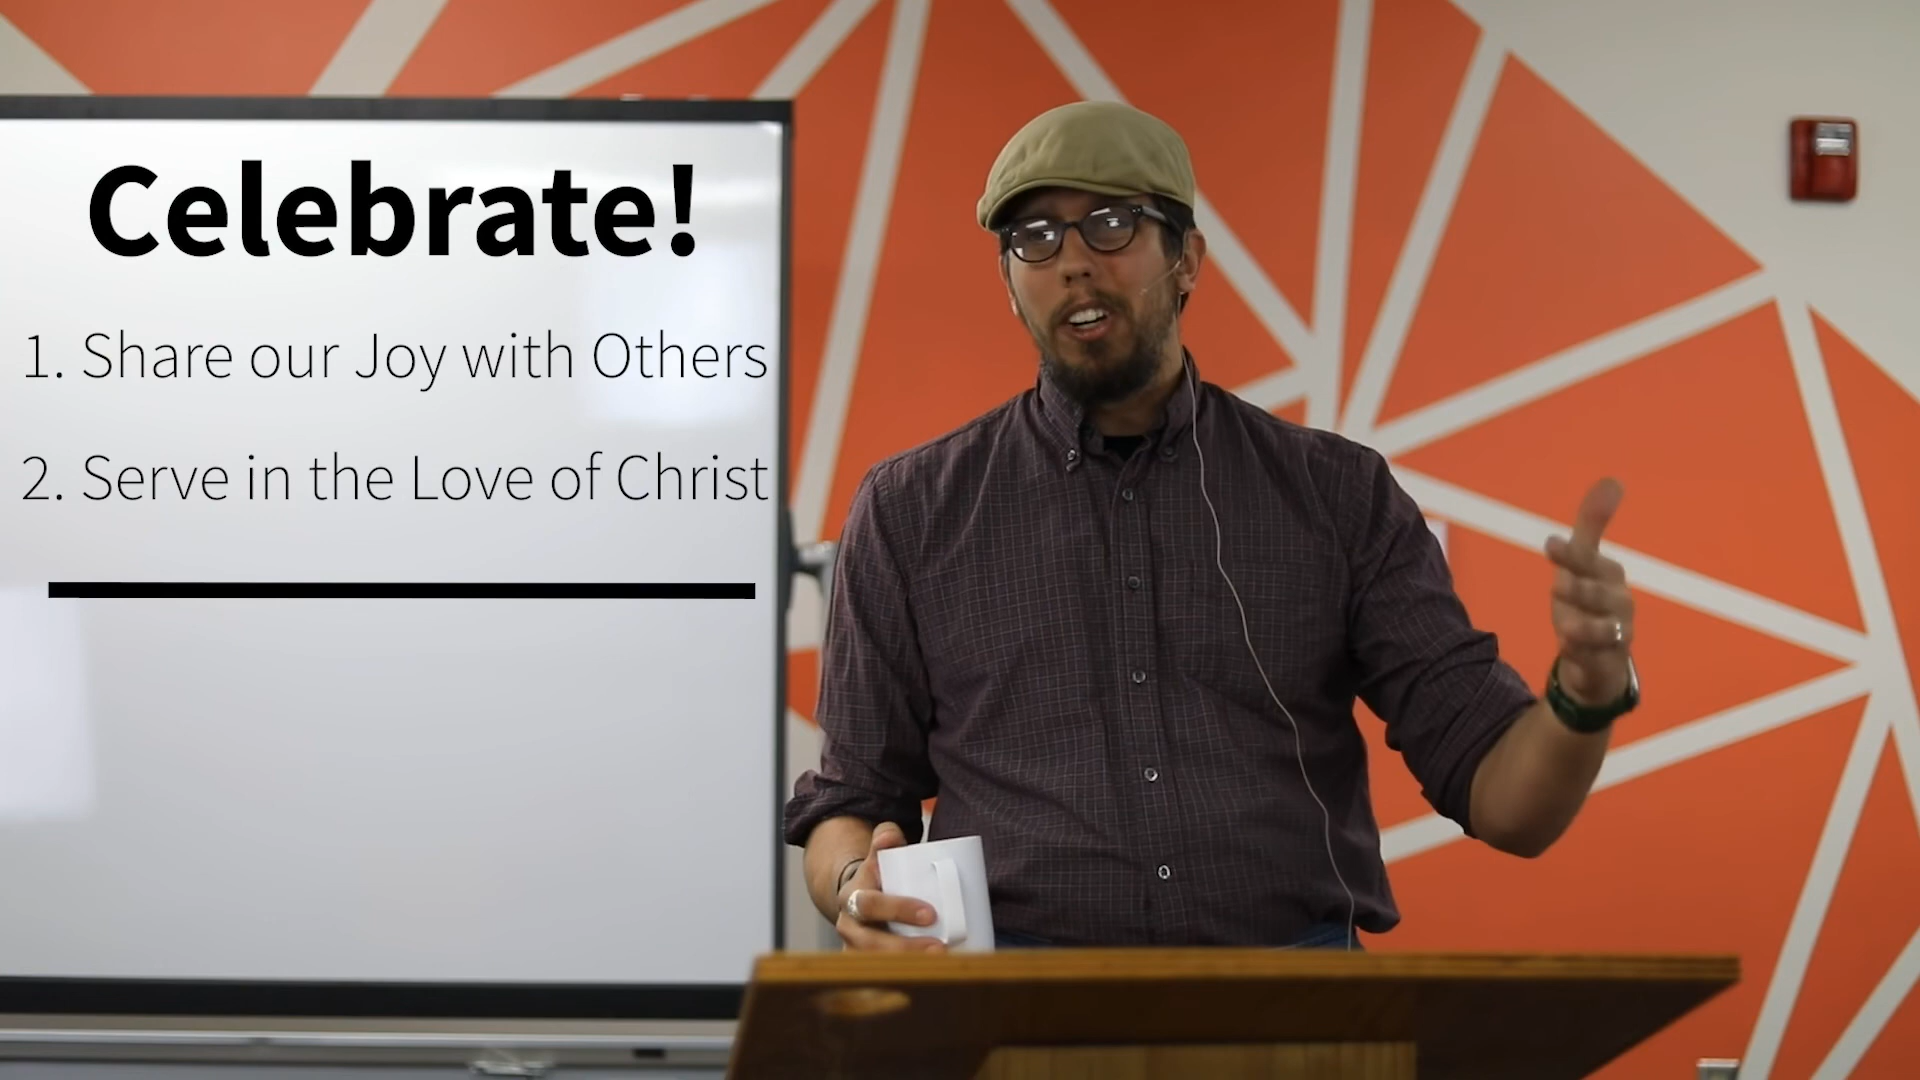 Celebrate!
1. Share our Joy with Others
2. Serve in the Love of Christ